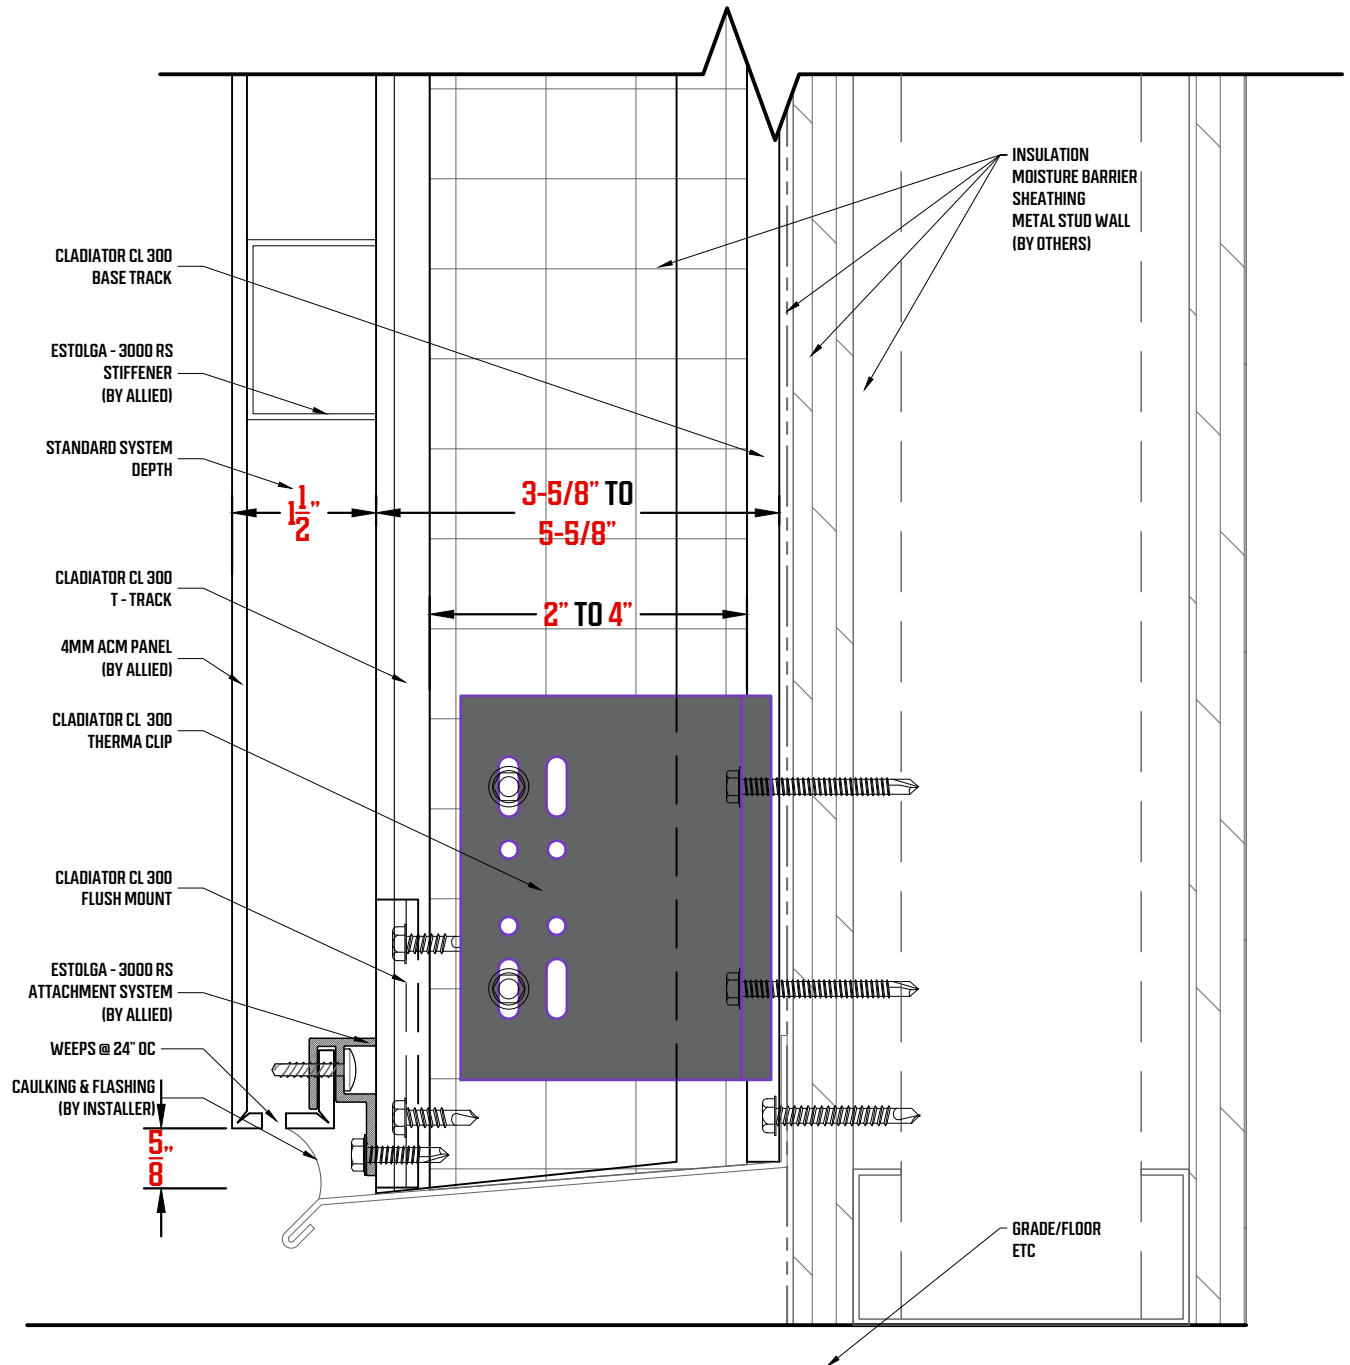 INSULATION
MOISTURE BARRIER
SHEATHING
METAL STUD WALL
(BY OTHERS)
CLADIATOR CL 300
BASE TRACK
ESTOLGA - 3000 RS
STIFFENER
(BY ALLIED)
STANDARD SYSTEM
DEPTH
1 1/2"
3-5/8" TO
5-5/8"
CLADIATOR CL 300
T - TRACK
2" TO 4"
4MM ACM PANEL
(BY ALLIED)
CLADIATOR CL 300
THERMA CLIP
CLADIATOR CL 300
FLUSH MOUNT
ESTOLGA - 3000 RS
ATTACHMENT SYSTEM
(BY ALLIED)
WEEPS @ 24" OC
CAULKING & FLASHING
(BY INSTALLER)
5/8"
GRADE/FLOOR
ETC